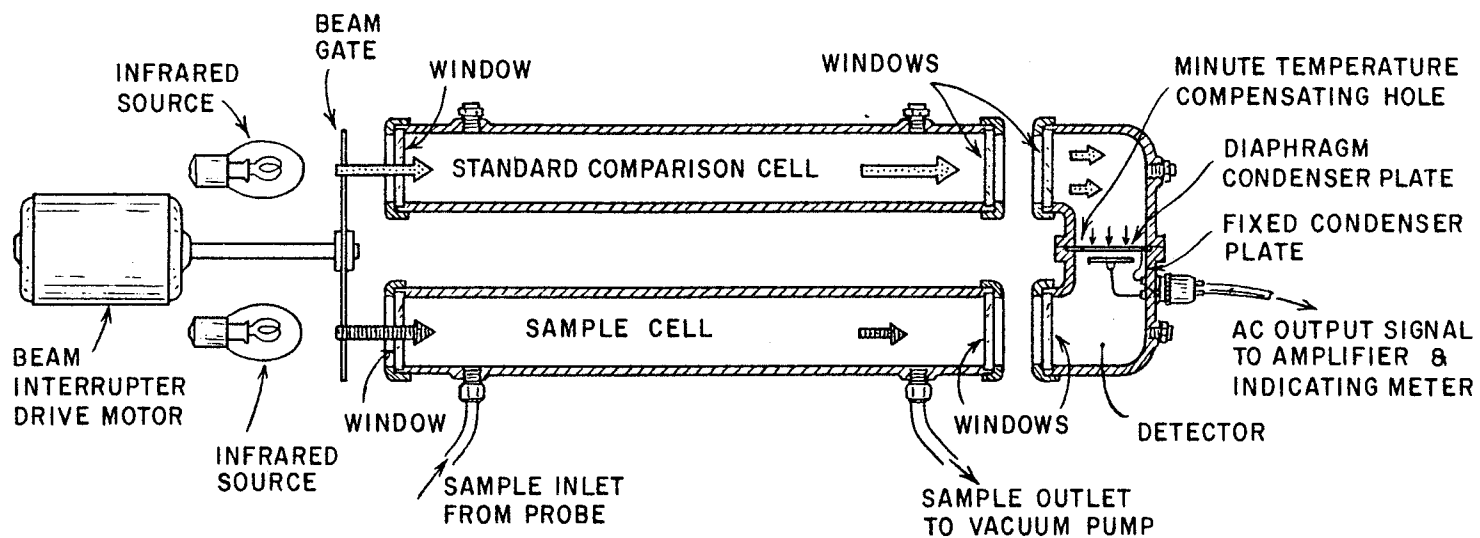 BEAM
GATE
INFRARED
SOURCE
WINDOW
WINDOWS
MINUTE TEMPERATURE
COMPENSATING HOLE
STANDARD COMPARISON CELL
DIAPHRAGM
CONDENSER PLATE
FIXED CONDENSER
PLATE
SAMPLE CELL
BEAM
INTERRUPTER
DRIVE MOTOR
INFRARED
SOURCE
WINDOW
SAMPLE INLET
FROM PROBE
WINDOWS
SAMPLE OUTLET
TO VACUUM PUMP
DETECTOR
AC OUTPUT SIGNAL
TO AMPLIFIER &
INDICATING METER